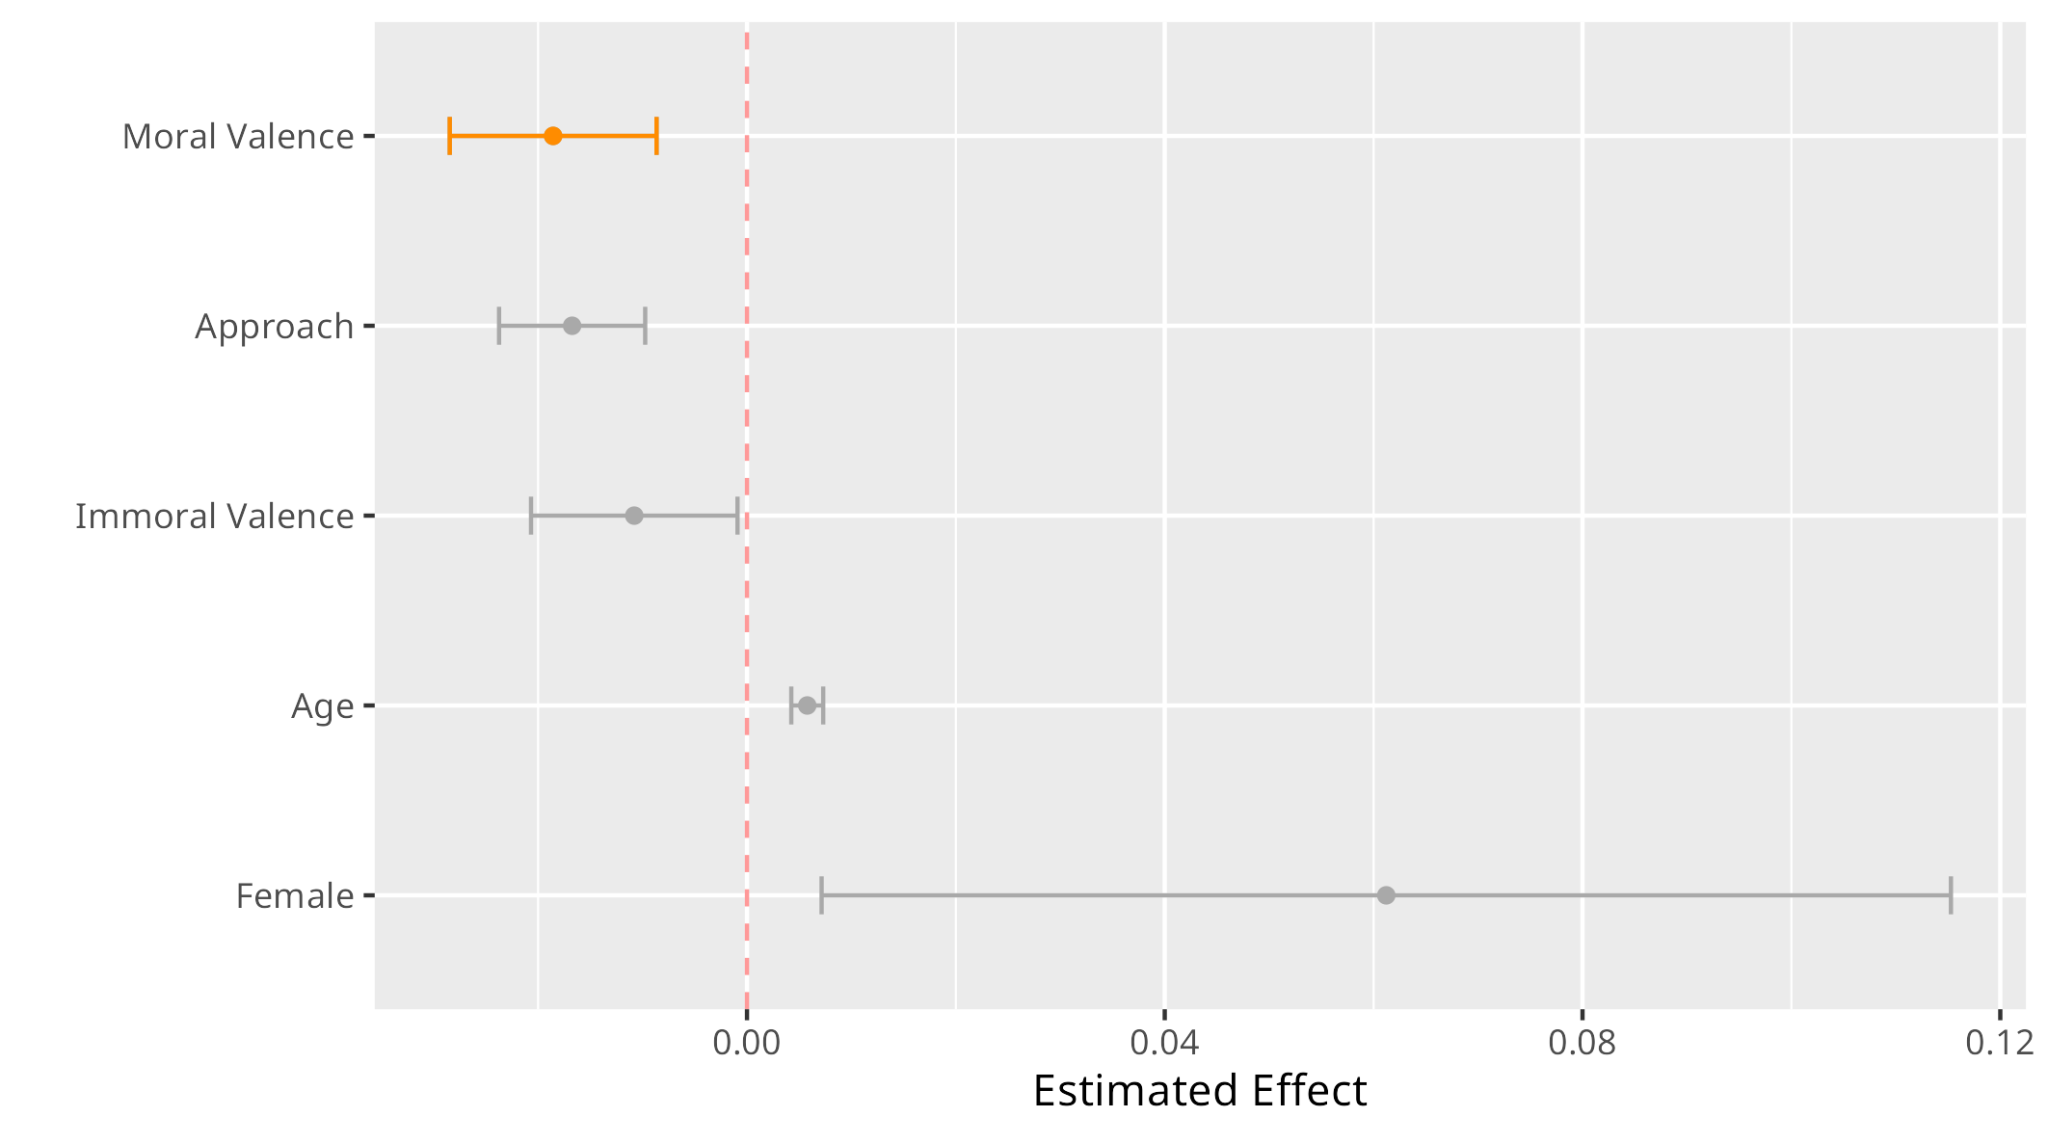 Moral Valence
Approach
Immoral Valence
Age
Female
0.00 0.04 0.08 0.12
Estimated Effect